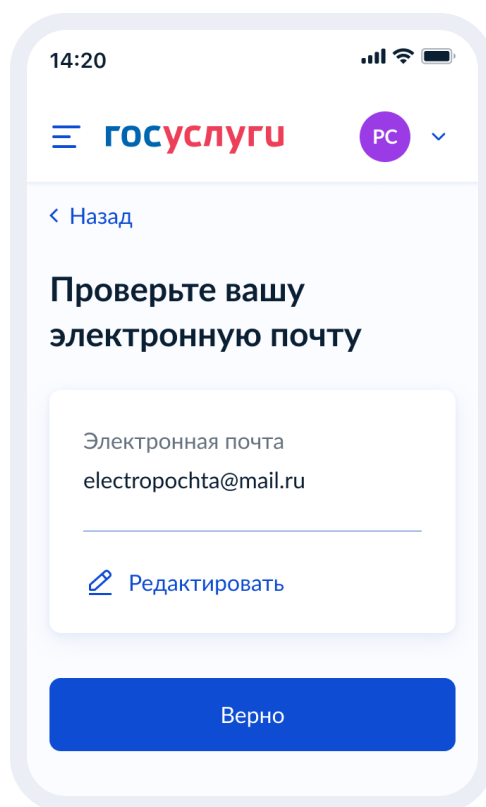 14:20
госуслуги
РС
Назад
Проверьте вашу
электронную почту
Электронная почта
electropochta@mail.ru
Редактировать
Верно